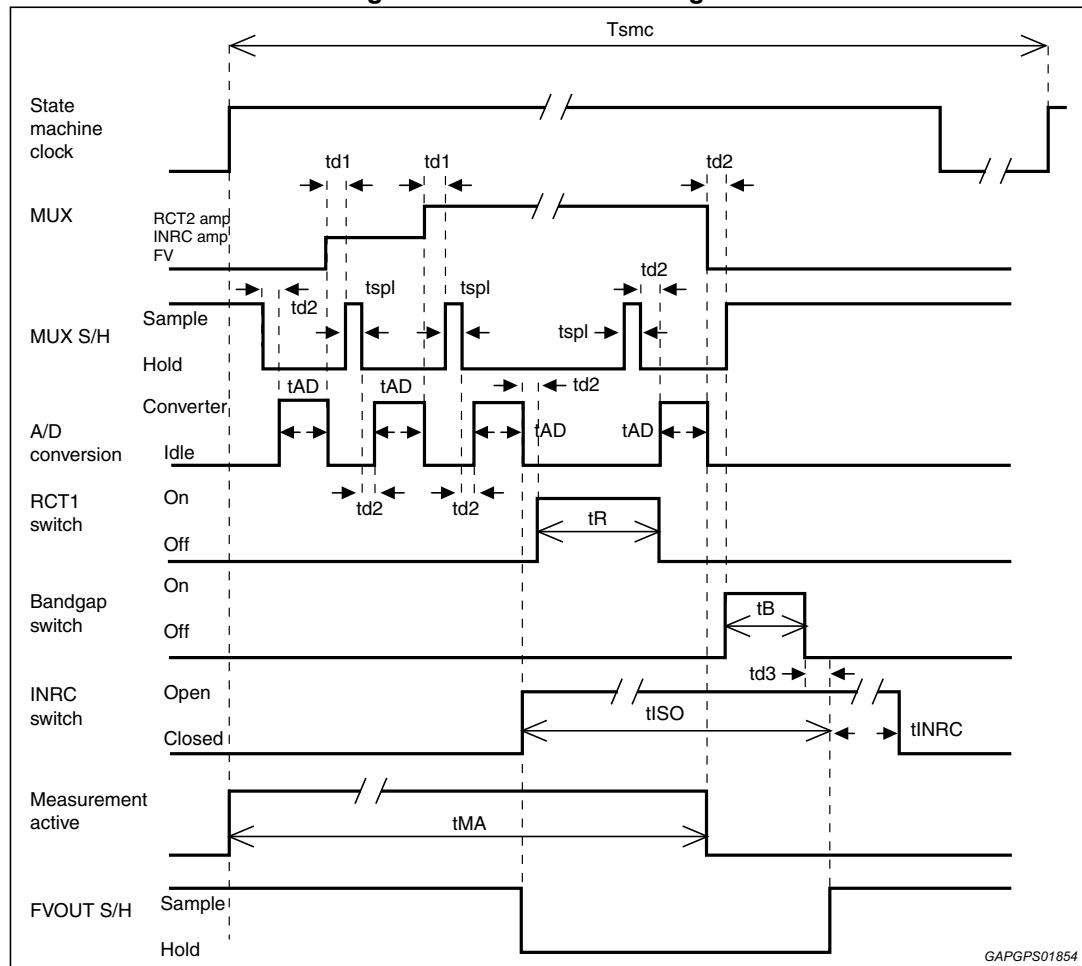 Tsmc
State
machine
clock
td1
td1
td2
MUX
RCT2 amp
INRC amp
FV
td2
td2
tspl
tspl
tspl
MUX S/H
Sample
Hold
tAD
tAD
td2
A/D
conversion
Converter
Idle
tAD
tAD
td2
td2
RCT1
switch
On
Off
tR
Bandgap
switch
On
Off
tB
td3
INRC
switch
Open
Closed
tISO
tINRC
Measurement
active
tMA
FVOUT S/H
Sample
Hold
GAPGPS01854